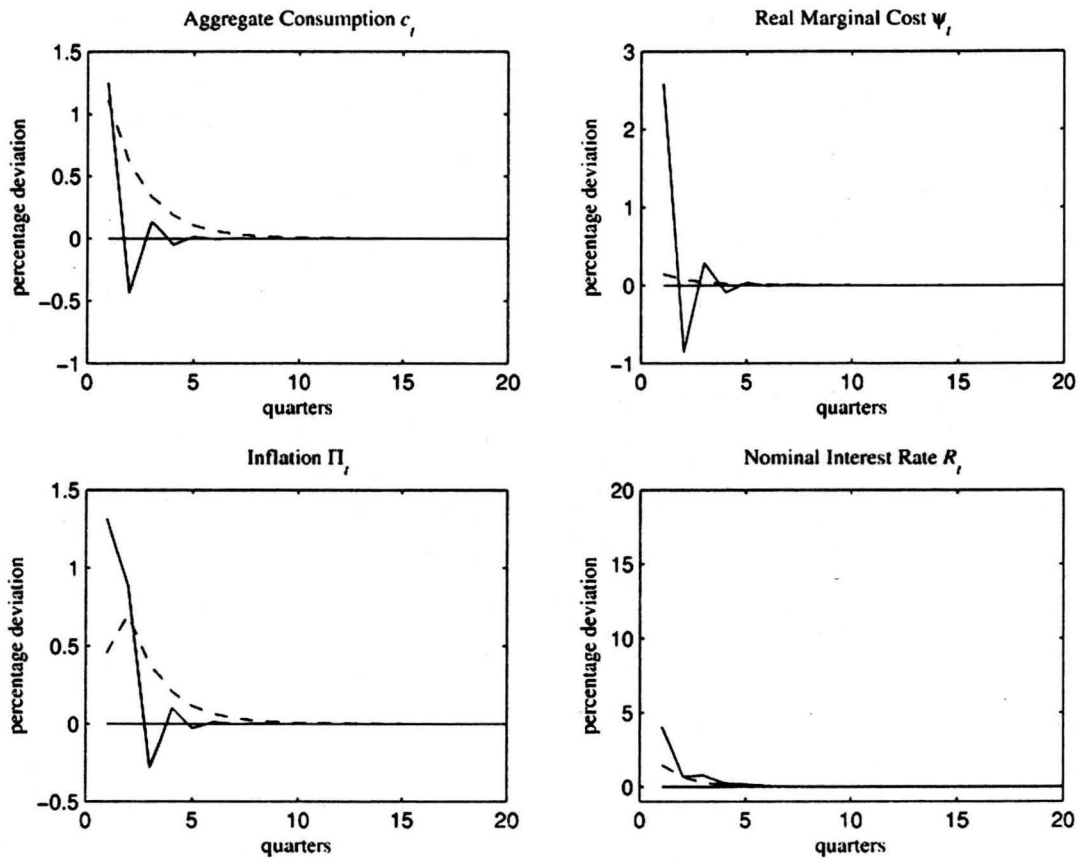 Aggregate Consumption c_t
1.5
1
0.5
0
−0.5
−1
percentage deviation
0 5 10 15 20
quarters
Real Marginal Cost Ψ_t
3
2
1
0
−1
percentage deviation
0 5 10 15 20
quarters
Inflation Π_t
1.5
1
0.5
0
−0.5
percentage deviation
0 5 10 15 20
quarters
Nominal Interest Rate R_t
20
15
10
5
0
percentage deviation
0 5 10 15 20
quarters